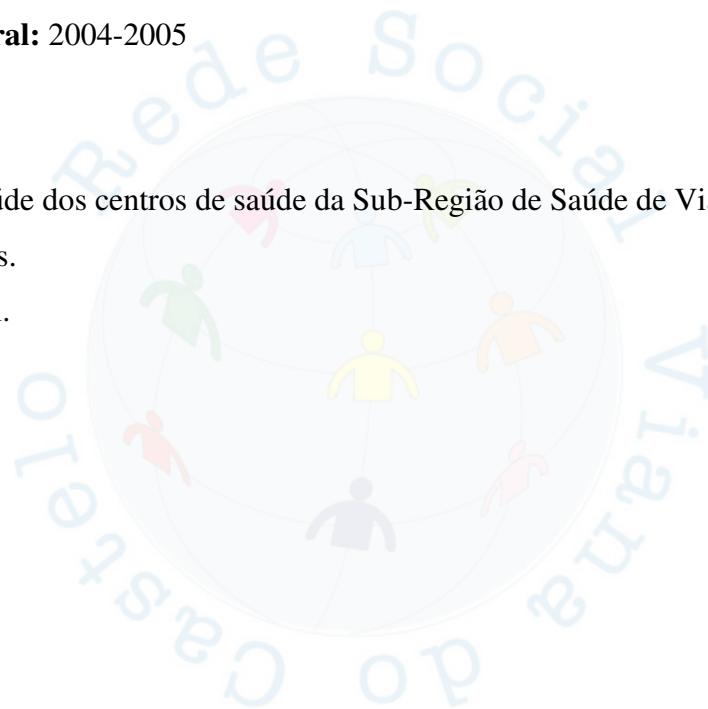 ral: 2004-2005
úde dos centros de saúde da Sub-Região de Saúde de Via
s.
.
Rede Social
Viana do Castelo